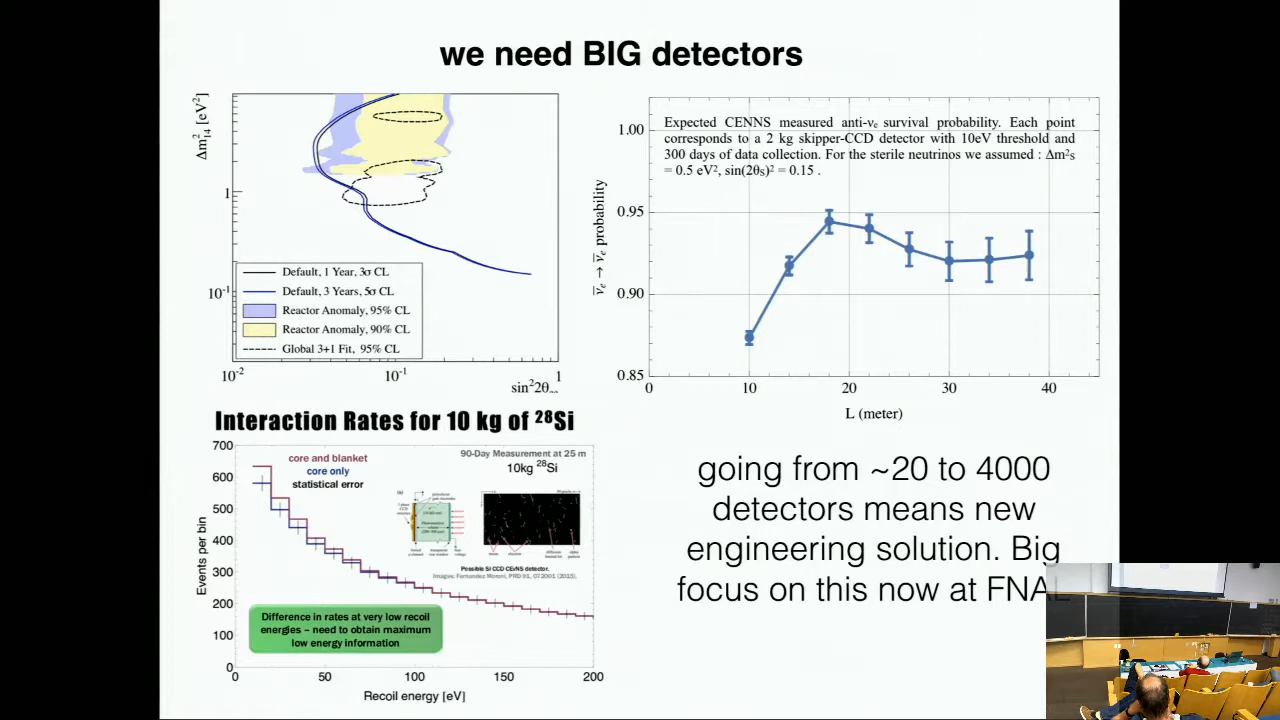 we need BIG detectors
Δm²₁₄ [eV²]
1
10⁻¹
Default, 1 Year, 3σ CL
Default, 3 Years, 5σ CL
Reactor Anomaly, 95% CL
Reactor Anomaly, 90% CL
Global 3+1 Fit, 95% CL
10⁻² 10⁻¹ 1
sin²2θ
Expected CENNS measured anti-νₑ survival probability. Each point
corresponds to a 2 kg skipper-CCD detector with 10eV threshold and
300 days of data collection. For the sterile neutrinos we assumed : Δm²s
= 0.5 eV², sin(2θs)² = 0.15 .
ν̅ₑ → ν̅ₑ probability
1.00
0.95
0.90
0.85
0 10 20 30 40
L (meter)
Interaction Rates for 10 kg of ²⁸Si
Events per bin
700
600
500
400
300
200
100
0
core and blanket
core only
statistical error
90-Day Measurement at 25 m
10kg ²⁸Si
Possible Si CCD CEνNS detector.
Images: Fernandez Moroni, PRD 91, 072001 (2015).
Difference in rates at very low recoil
energies – need to obtain maximum
low energy information
0 50 100 150 200
Recoil energy [eV]
going from ~20 to 4000
detectors means new
engineering solution. Big
focus on this now at FNAL